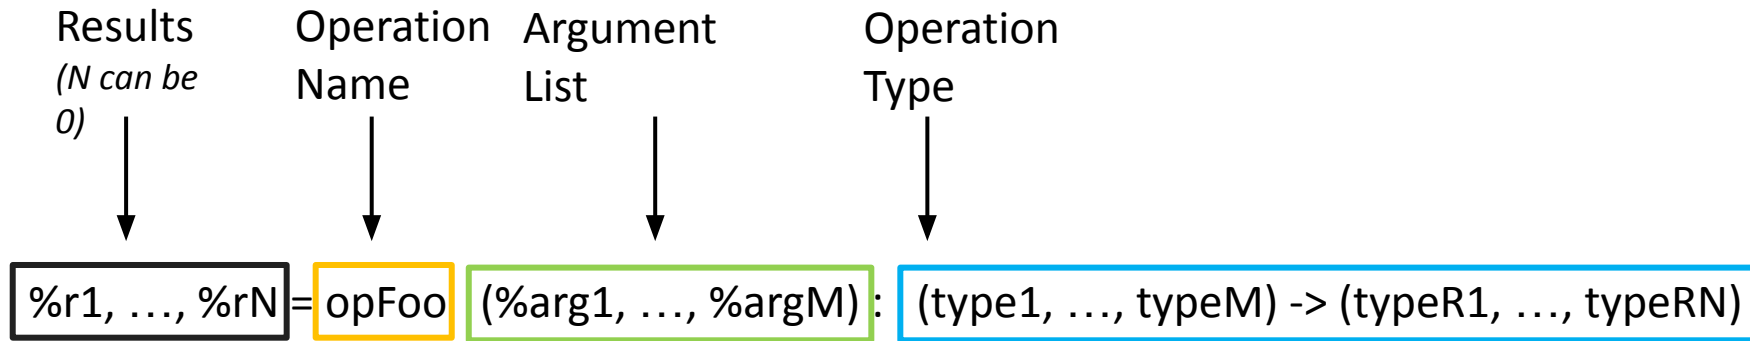 Results
(N can be
0)
Operation
Name
Argument
List
Operation
Type
%r1, …, %rN = opFoo (%arg1, …, %argM) : (type1, …, typeM) -> (typeR1, …, typeRN)